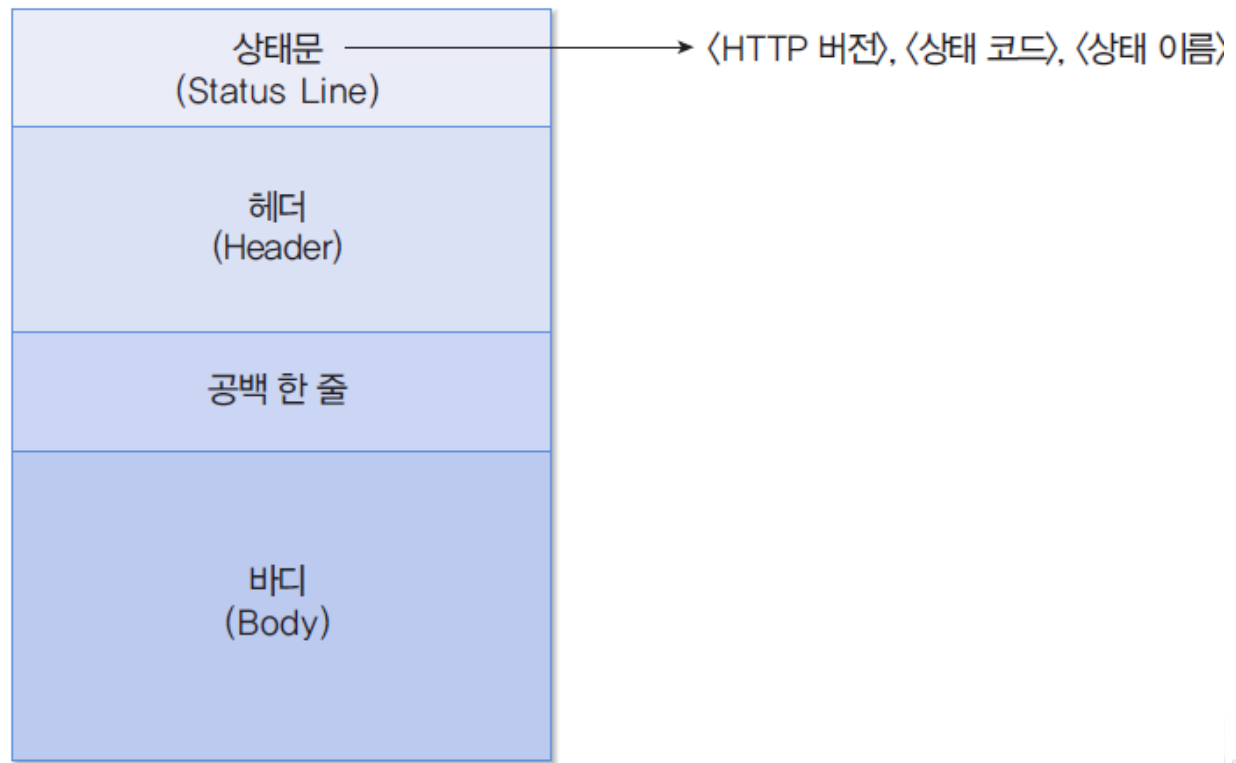 상태문
(Status Line)
〈HTTP 버전〉, 〈상태 코드〉, 〈상태 이름〉
헤더
(Header)
공백 한 줄
바디
(Body)